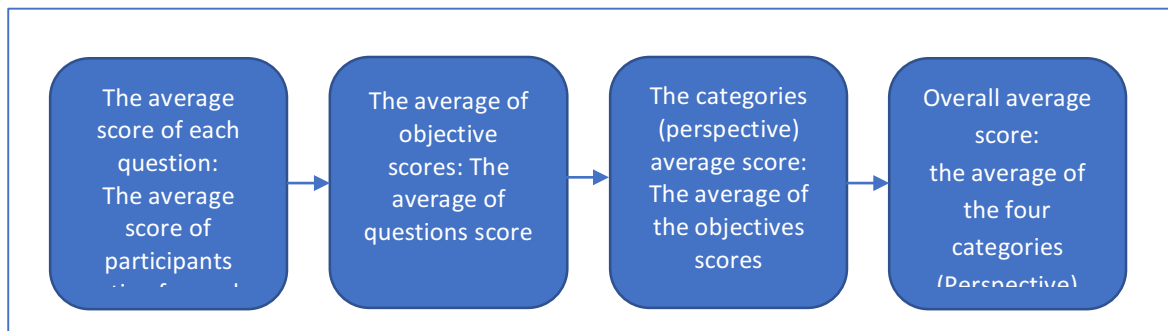 The average
score of each
question:
The average
score of
participants
The average of
objective
scores: The
average of
questions score
The categories
(perspective)
average score:
The average of
the objectives
scores
Overall average
score:
the average of
the four
categories
(Perspective)